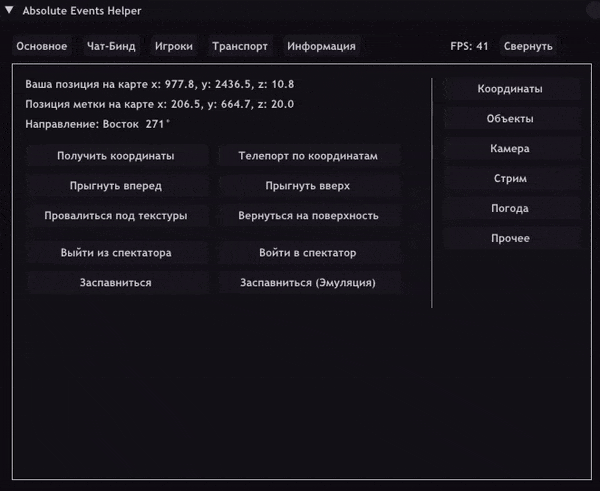 Absolute Events Helper
Основное Чат-Бинд Игроки Транспорт Информация FPS: 41 Свернуть
Ваша позиция на карте x: 977.8, y: 2436.5, z: 10.8
Позиция метки на карте x: 206.5, y: 664.7, z: 20.0
Направление: Восток 271°
Получить координаты Телепорт по координатам
Прыгнуть вперед Прыгнуть вверх
Провалиться под текстуры Вернуться на поверхность
Выйти из спектатора Войти в спектатор
Заспавниться Заспавниться (Эмуляция)
Координаты
Объекты
Камера
Стрим
Погода
Прочее